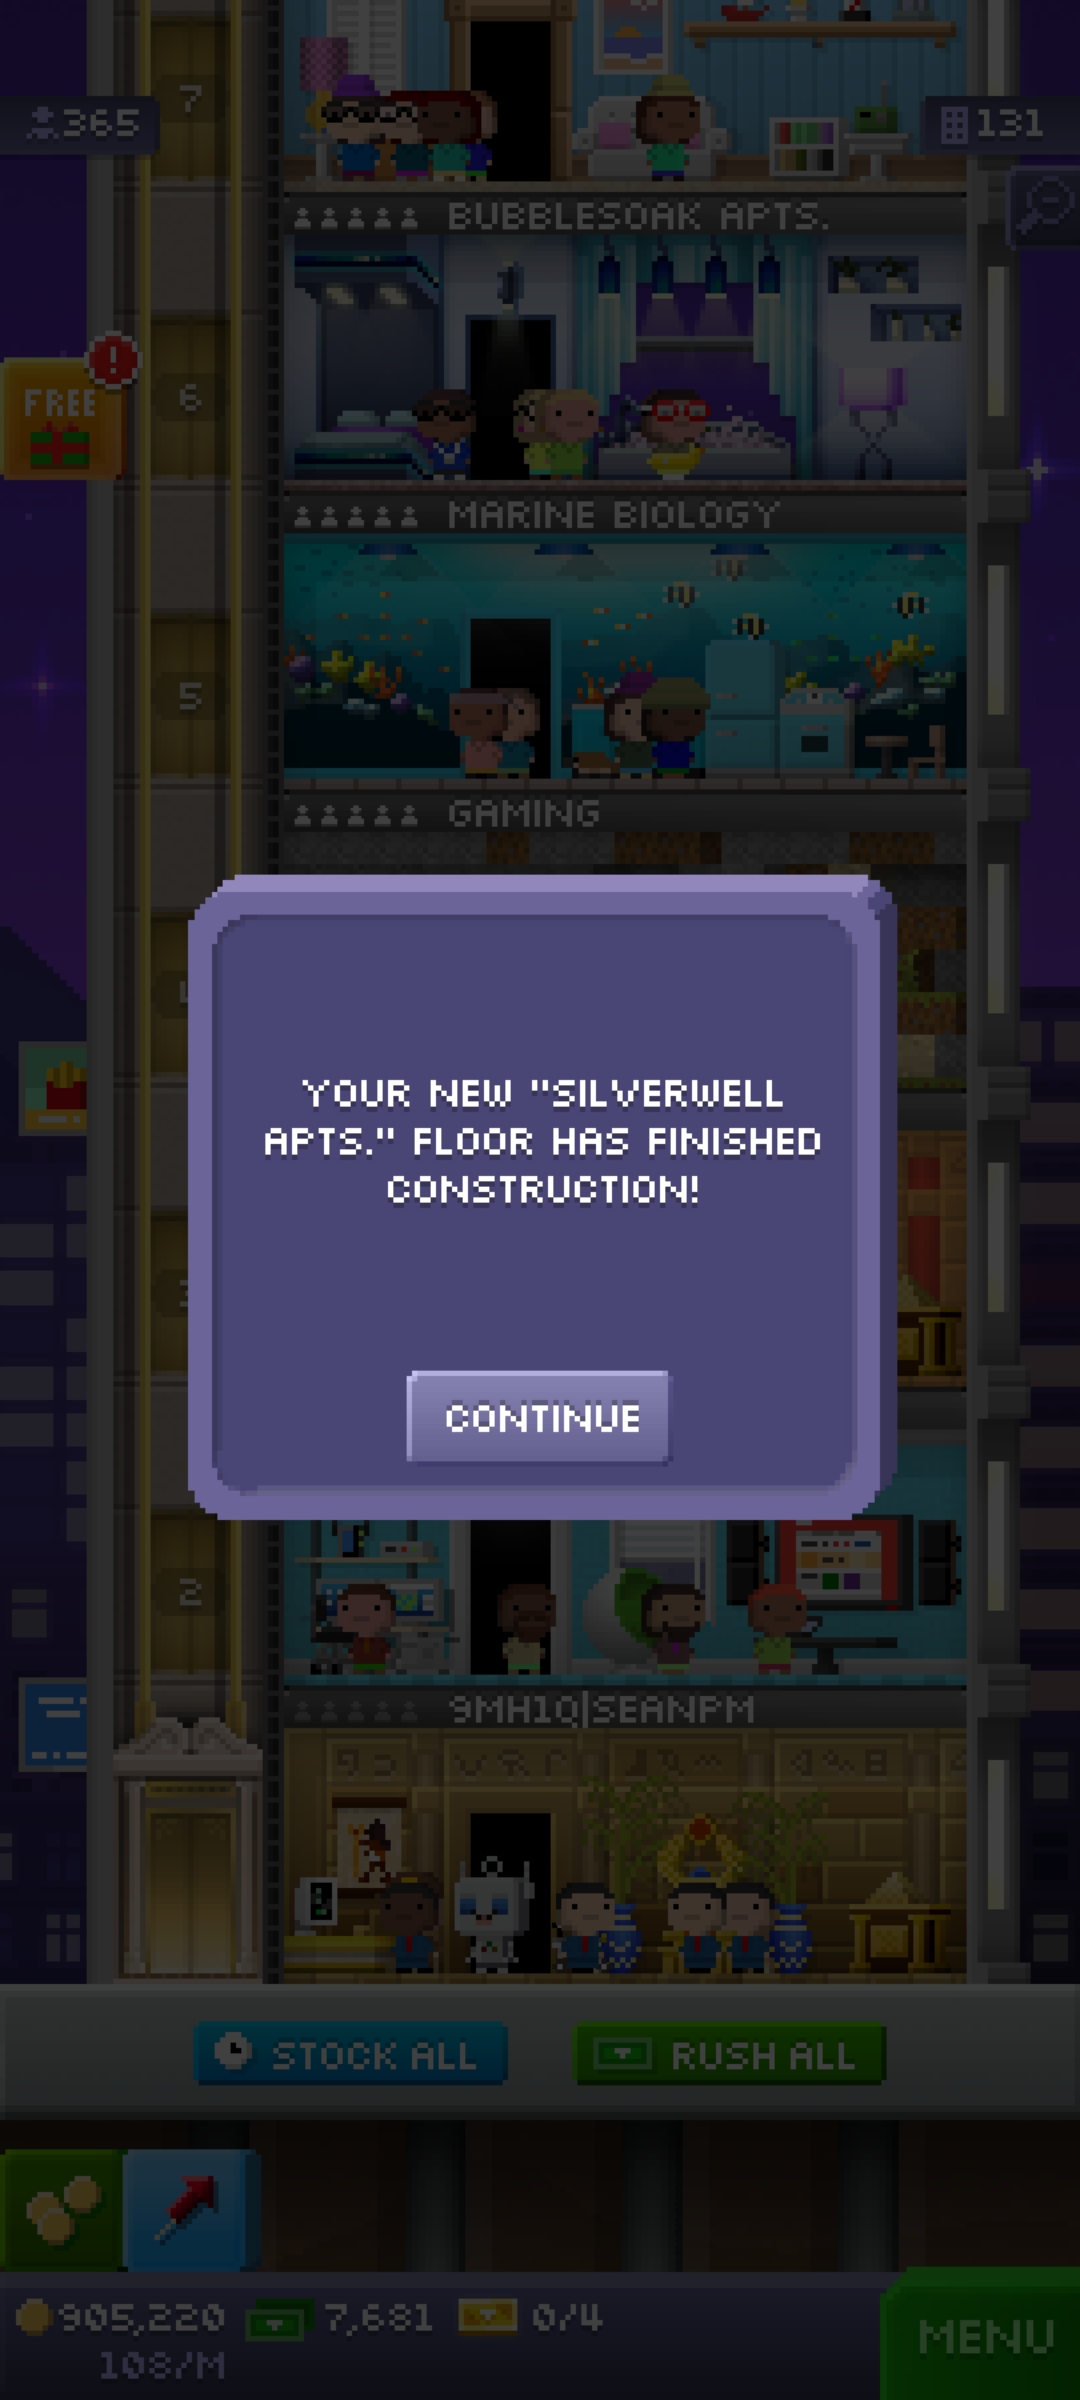 7
365
131
BUBBLESOAK APTS.
FREE
!
6
MARINE BIOLOGY
5
GAMING
YOUR NEW "SILVERWELL
APTS." FLOOR HAS FINISHED
CONSTRUCTION!
CONTINUE
2
9MH1Q|SEANPM
STOCK ALL
RUSH ALL
905,220
7,681
0/4
108/M
MENU